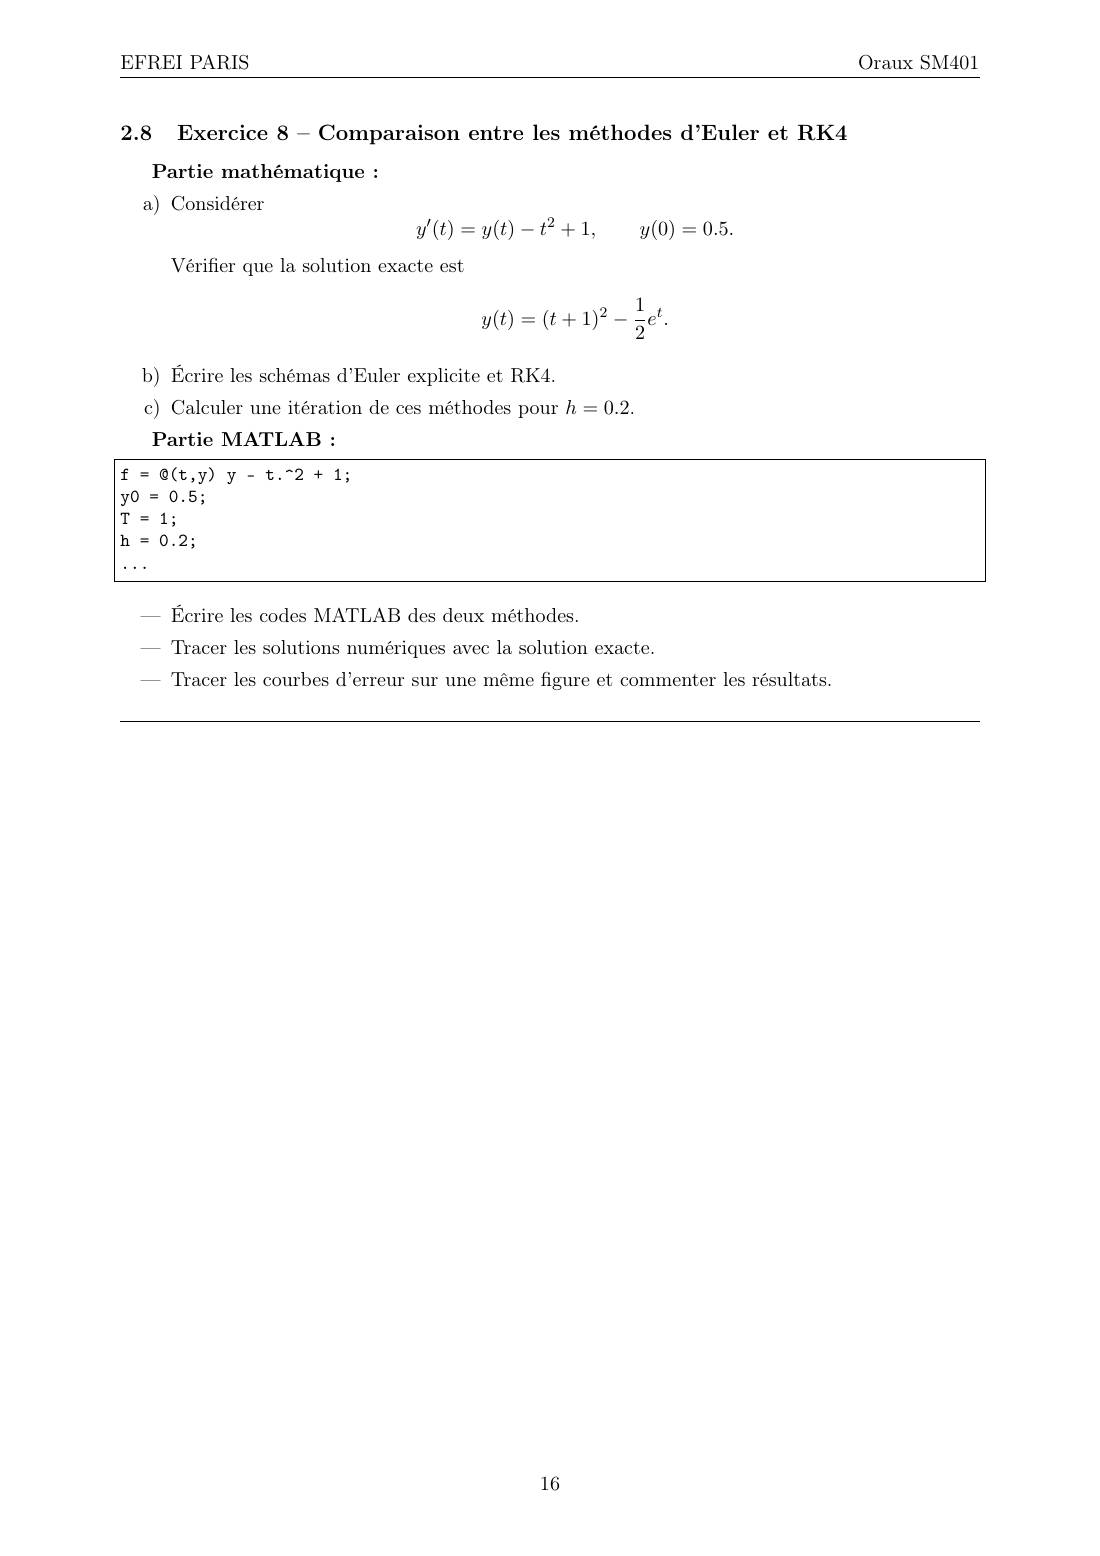 EFREI PARIS Oraux SM401
2.8 Exercice 8 – Comparaison entre les méthodes d'Euler et RK4
Partie mathématique :
a) Considérer
y′(t) = y(t) − t² + 1, y(0) = 0.5.
Vérifier que la solution exacte est
y(t) = (t + 1)² − 1/2 eᵗ.
b) Écrire les schémas d'Euler explicite et RK4.
c) Calculer une itération de ces méthodes pour h = 0.2.
Partie MATLAB :
f = @(t,y) y - t.^2 + 1;
y0 = 0.5;
T = 1;
h = 0.2;
...
— Écrire les codes MATLAB des deux méthodes.
— Tracer les solutions numériques avec la solution exacte.
— Tracer les courbes d'erreur sur une même figure et commenter les résultats.
16